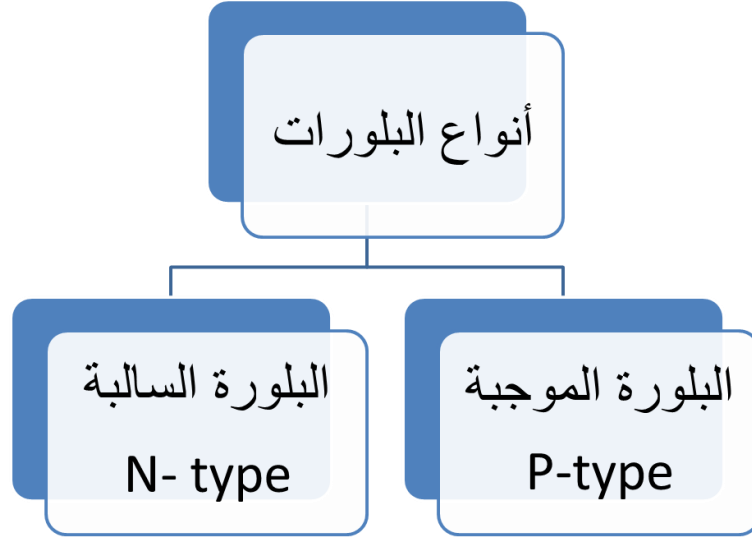 أنواع البلورات
البلورة الموجبة
P-type
البلورة السالبة
N- type